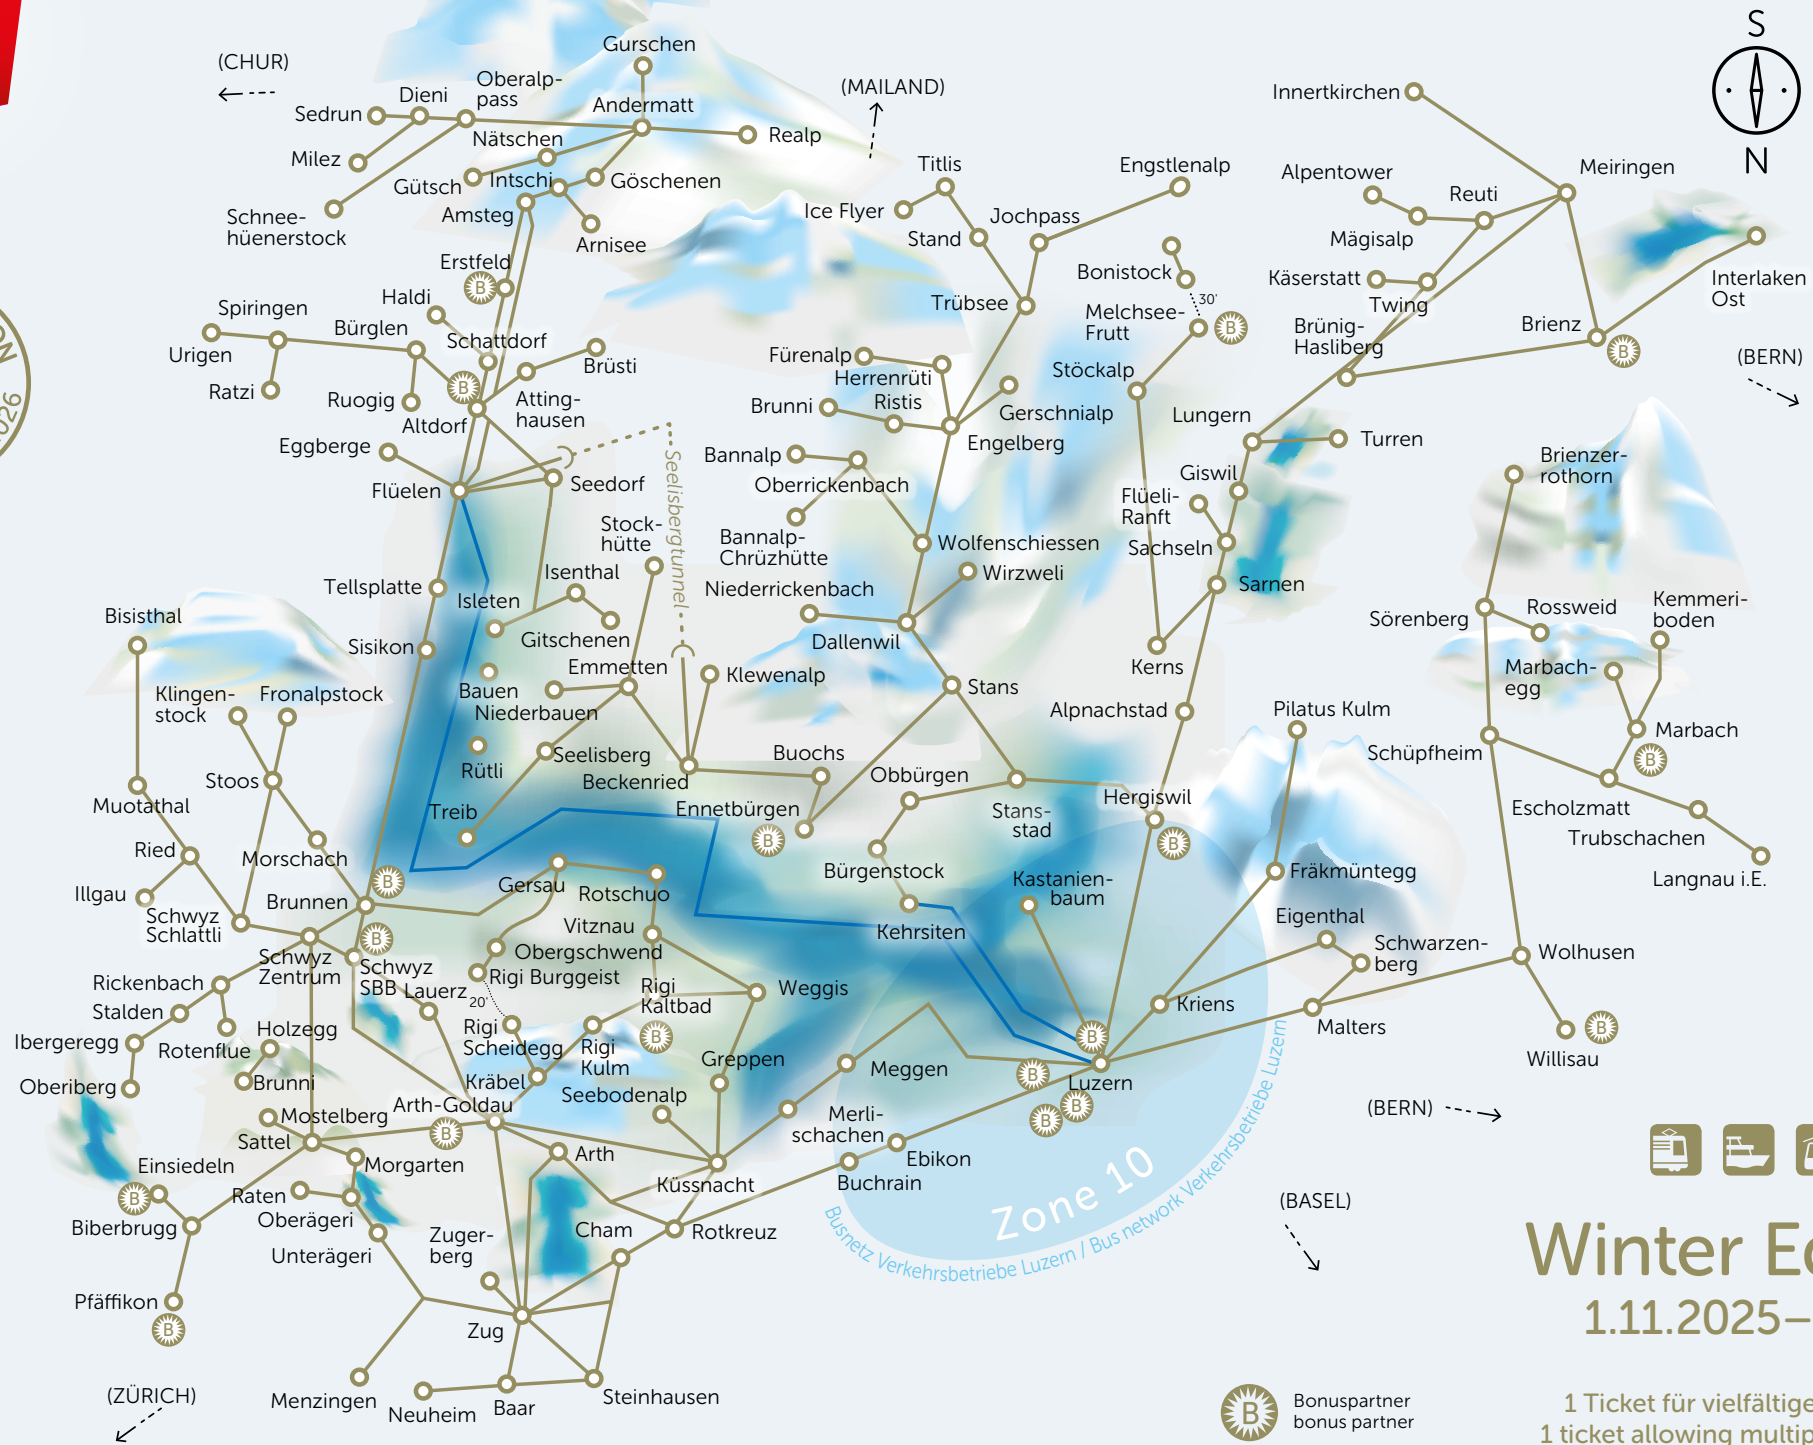 S
N
(CHUR)
Gurschen
Oberalp-
pass
Dieni
Sedrun
Andermatt
(MAILAND)
Innertkirchen
Realp
Nätschen
Milez
Gütsch
Intschi
Göschenen
Titlis
Engstlenalp
Alpentower
Meiringen
Reuti
Amsteg
Schnee-
hüenerstock
Ice Flyer
Jochpass
Arnisee
Stand
Mägisalp
Erstfeld
B
Bonistock
Käserstatt
Interlaken
Ost
Haldi
Trübsee
30'
Twing
Spiringen
Melchsee-
Frutt
B
Brünig-
Hasliberg
Brienz
B
Bürglen
Schattdorf
Urigen
Fürenalp
Brüsti
(BERN)
Herrenrüti
Stöckalp
Ratzi
Ruogig
B
Atting-
hausen
Brunni
Ristis
Gerschnialp
Lungern
Altdorf
Engelberg
Turren
Eggberge
Bannalp
Brienzer-
rothorn
Flüelen
Seedorf
Oberrickenbach
Giswil
Flüeli-
Ranft
Seelisbergtunnel
Stock-
hütte
Bannalp-
Chrüzhütte
Wolfenschiessen
Sachseln
Isenthal
Wirzweli
Tellsplatte
Niederrickenbach
Sarnen
Isleten
Bisisthal
Rossweid
Kemmeri-
boden
Sörenberg
Gitschenen
Dallenwil
Sisikon
Emmetten
Kerns
Marbach-
egg
Klewenalp
Stans
Klingen-
stock
Fronalpstock
Bauen
Niederbauen
Alpnachstad
Pilatus Kulm
Marbach
B
Seelisberg
Buochs
Schüpfheim
Rütli
Beckenried
Obbürgen
Stoos
Muotathal
Treib
Ennetbürgen
B
Stans-
stad
Hergiswil
B
Escholzmatt
Trubschachen
Ried
Morschach
Bürgenstock
Fräkmüntegg
Langnau i.E.
Illgau
B
Gersau
Rotschuo
Kastanien-
baum
Brunnen
Schwyz
Schlattli
Vitznau
Kehrsiten
Eigenthal
B
Obergschwend
Schwarzen-
berg
Wolhusen
Schwyz
Zentrum
Schwyz
SBB
Rigi Burggeist
Rickenbach
Lauerz
20'
Rigi
Kaltbad
Weggis
Kriens
Stalden
Holzegg
Rigi
Scheidegg
Rigi
Kulm
B
B
Malters
B
Ibergeregg
Rotenflue
Willisau
Greppen
Meggen
Oberiberg
Brunni
Kräbel
B
Luzern
Seebodenalp
Mostelberg
Arth-Goldau
B
B
B
(BERN)
Merli-
schachen
Sattel
Einsiedeln
Morgarten
Arth
Ebikon
Küssnacht
Buchrain
B
Raten
Oberägeri
Zone 10
Busnetz Verkehrsbetriebe Luzern / Bus network Verkehrsbetriebe Luzern
(BASEL)
Biberbrugg
Unterägeri
Zuger-
berg
Cham
Rotkreuz
Pfäffikon
B
Zug
Menzingen
Neuheim
Baar
Steinhausen
(ZÜRICH)
Winter E
1.11.2025–
B
Bonuspartner
bonus partner
1 Ticket für vielfältige
1 ticket allowing multip
ON
2026